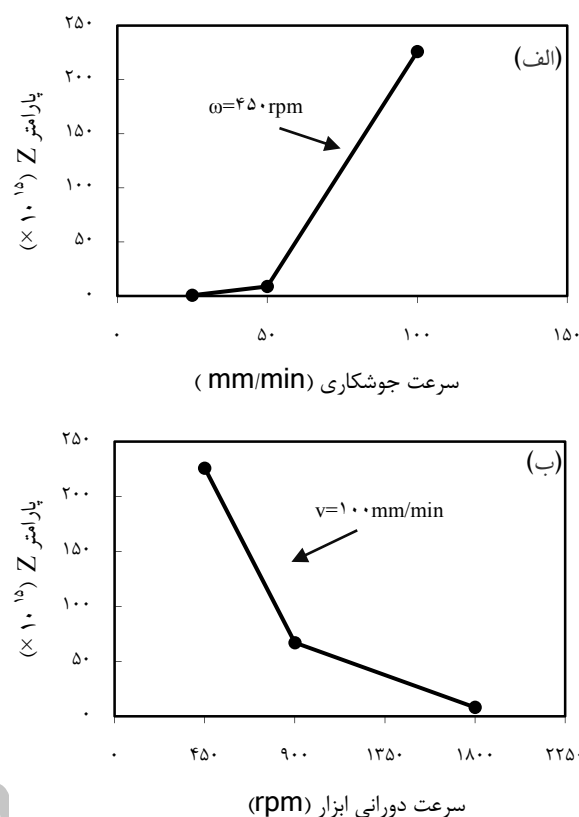 (الف)
پارامتر Z (× ۱۰ ۱۵)
۲۵۰
۲۰۰
۱۵۰
۱۰۰
۵۰
۰
ω=۴۵۰rpm
۰ ۵۰ ۱۰۰ ۱۵۰
سرعت جوشکاری (mm/min )
(ب)
پارامتر Z (× ۱۰ ۱۵)
۲۵۰
۲۰۰
۱۵۰
۱۰۰
۵۰
۰
v=۱۰۰mm/min
۰ ۴۵۰ ۹۰۰ ۱۳۵۰ ۱۸۰۰ ۲۲۵۰
سرعت دورانی ابزار (rpm)